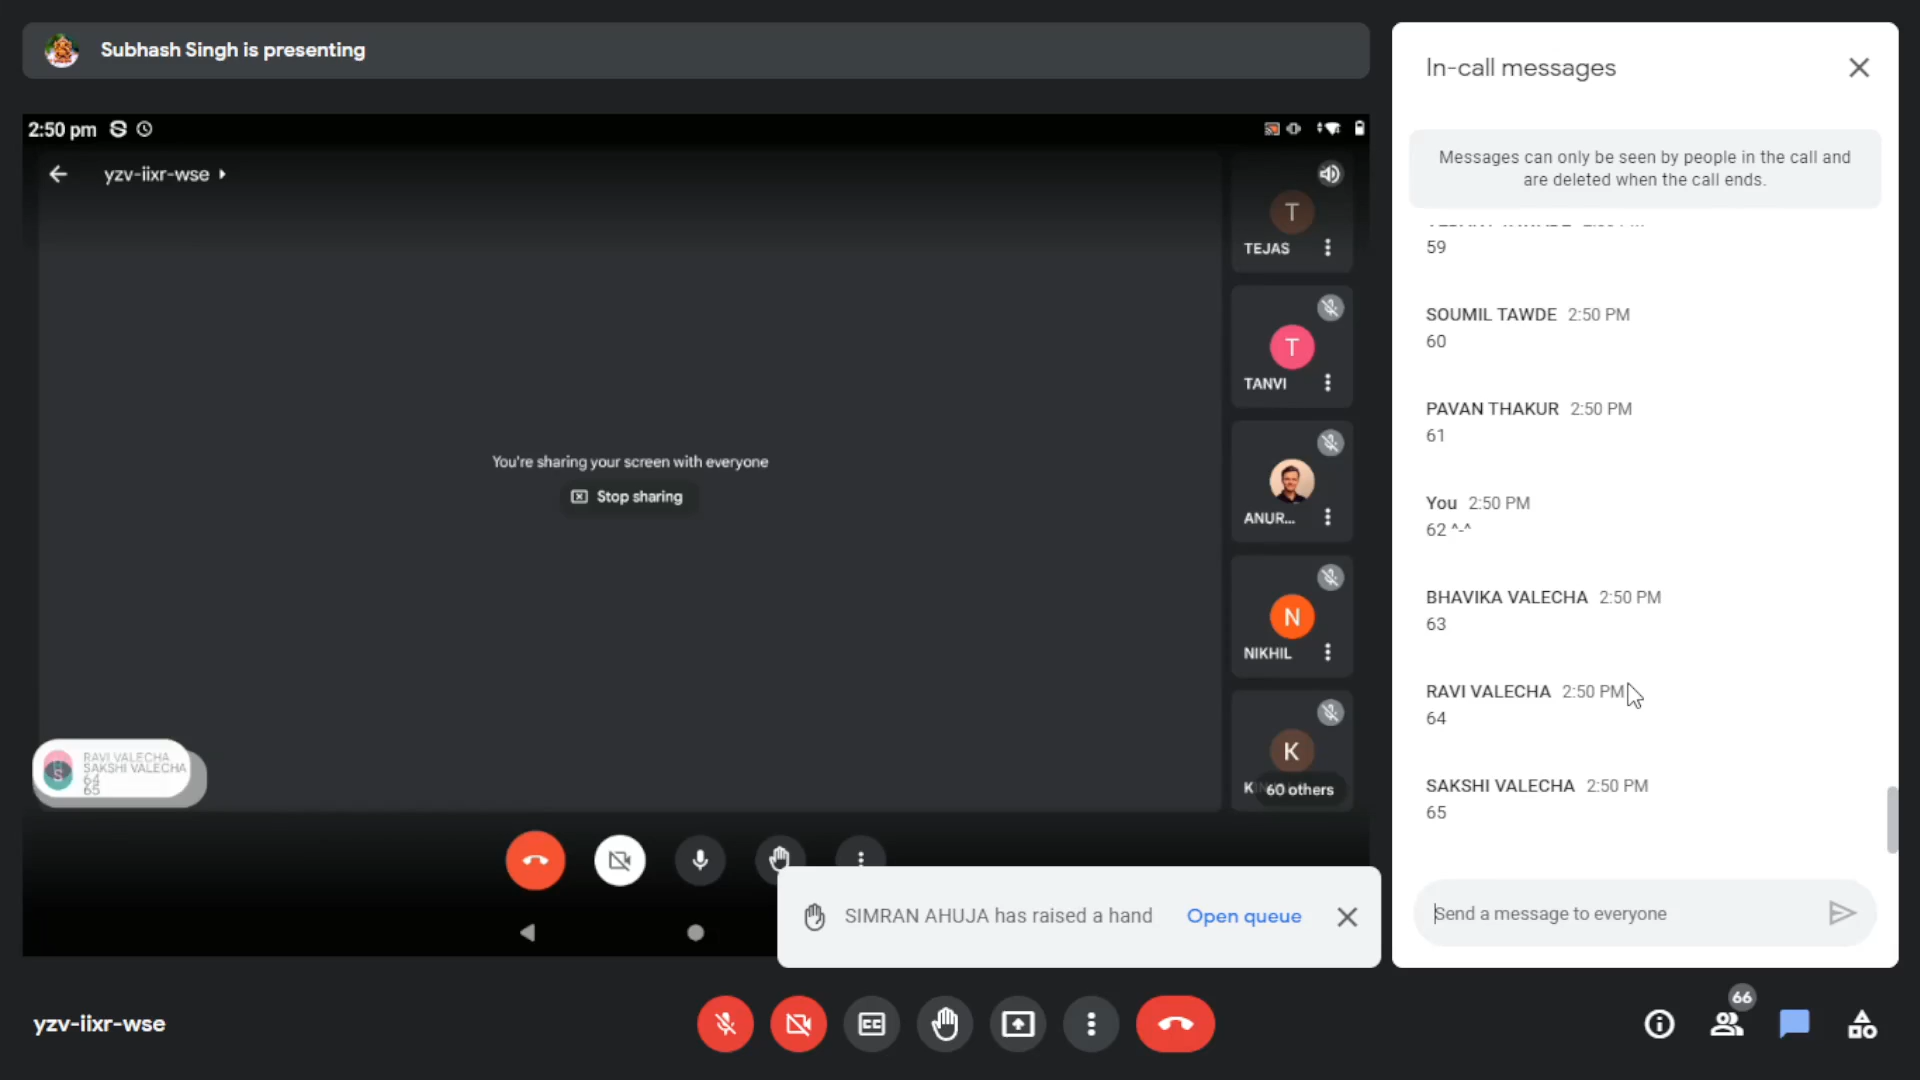 Subhash Singh is presenting
2:50 pm
yzv-iixr-wse
T
TEJAS
T
TANVI
ANUR...
N
NIKHIL
K
K
60 others
You're sharing your screen with everyone
Stop sharing
RAVI VALECHA
SAKSHI VALECHA
64
65
SIMRAN AHUJA has raised a hand
Open queue
In-call messages
Messages can only be seen by people in the call and
are deleted when the call ends.
59
SOUMIL TAWDE 2:50 PM
60
PAVAN THAKUR 2:50 PM
61
You 2:50 PM
62 ^-^
BHAVIKA VALECHA 2:50 PM
63
RAVI VALECHA 2:50 PM
64
SAKSHI VALECHA 2:50 PM
65
Send a message to everyone
yzv-iixr-wse
CC
66